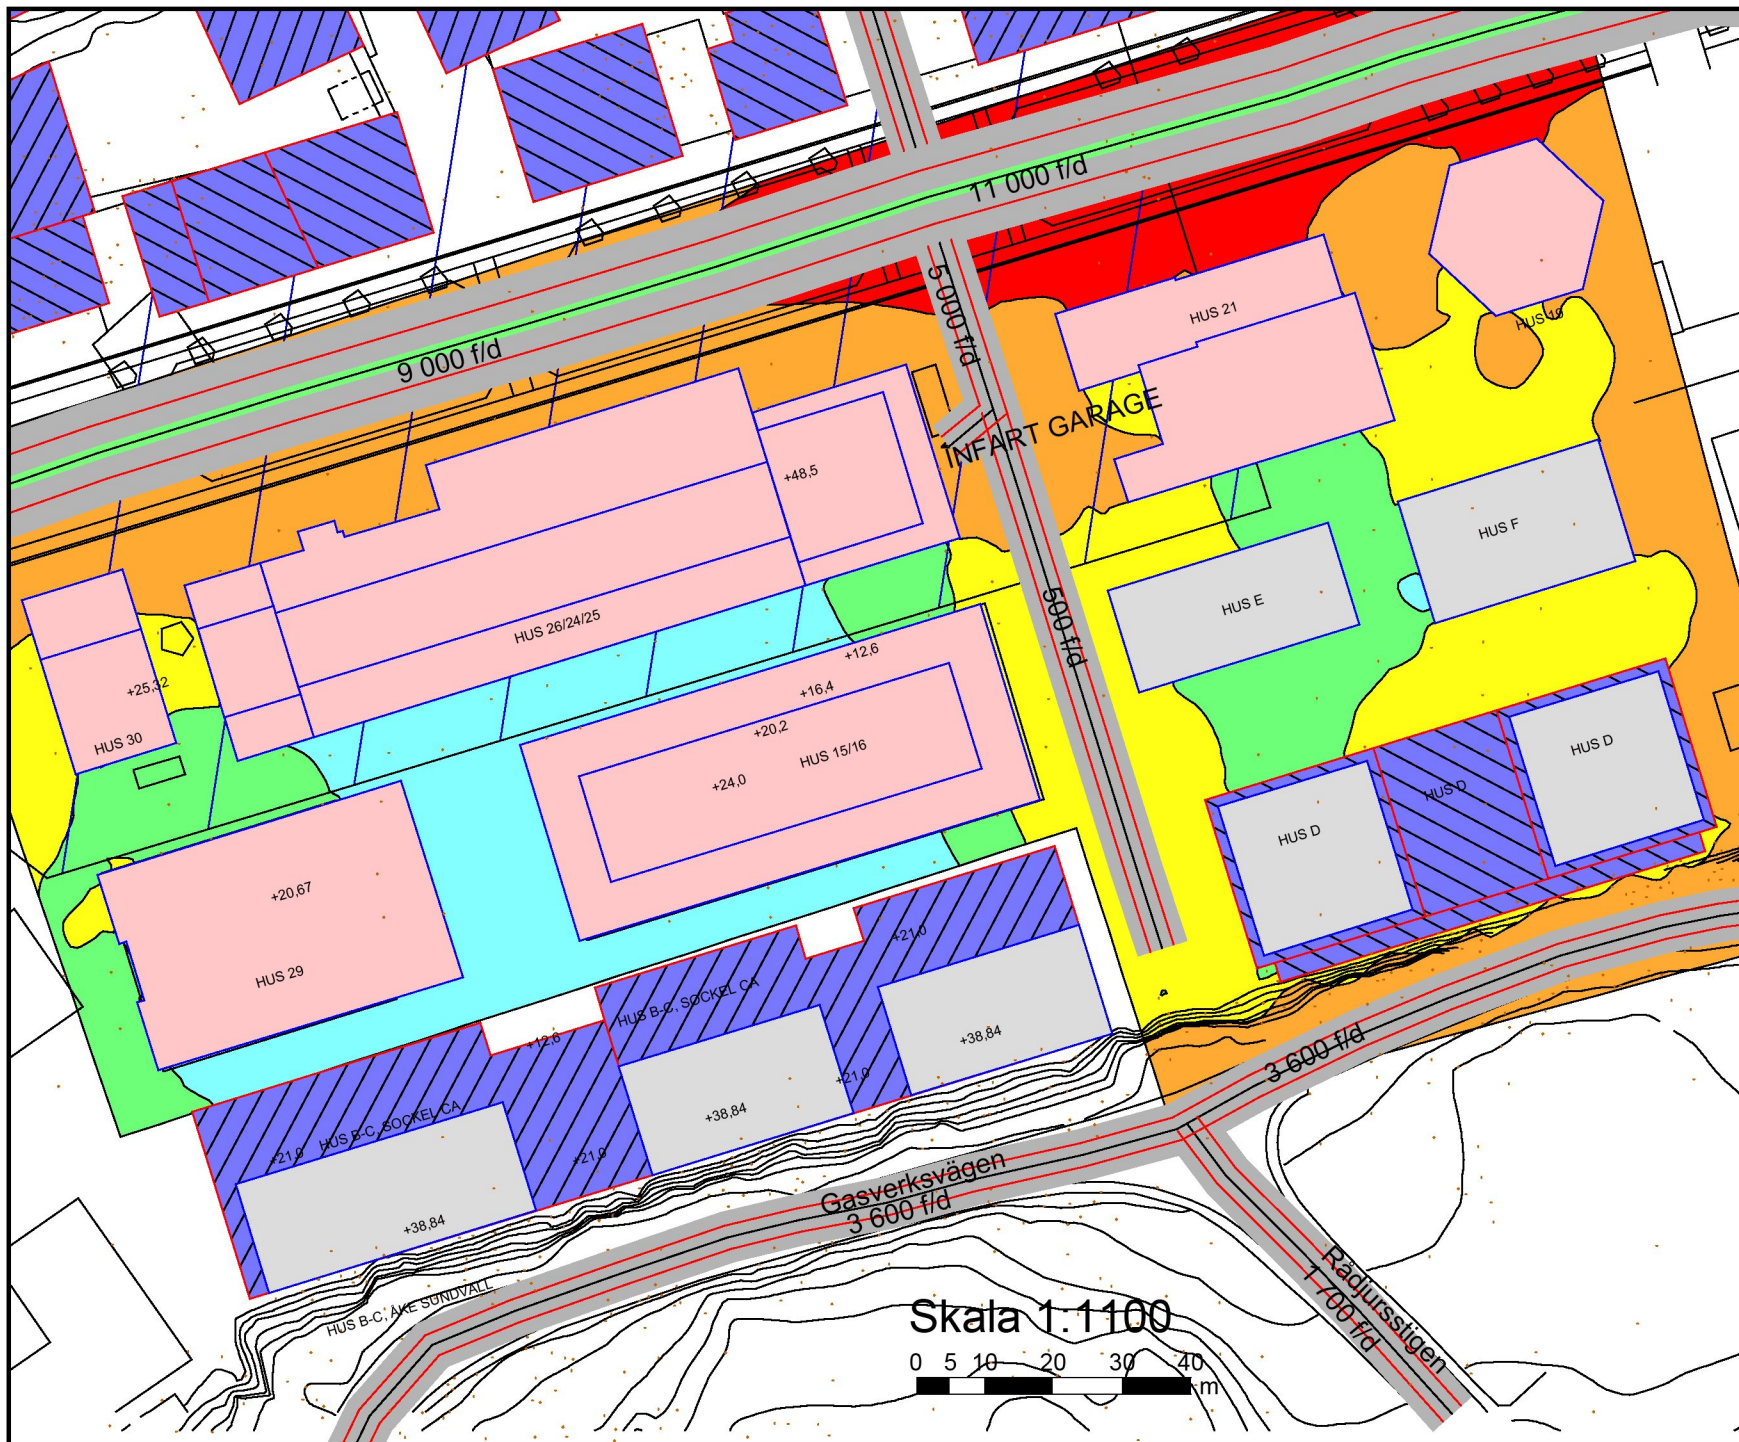 11 000 f/d
5 000 f/d
9 000 f/d
HUS 21
HUS 19
INFART GARAGE
+48,5
HUS F
HUS E
500 f/d
HUS 26/24/25
+25,32
HUS 30
+12,6
+16,4
+20,2
HUS 15/16
+24,0
HUS D
HUS D
HUS D
+20,67
HUS 29
+21,0
HUS B-C, SOCKEL CA
+12,6
+38,84
+21,0
+38,84
HUS B-C, SOCKEL CA
+21,0
+21,0
+38,84
3 600 f/d
Gasverksvägen
3 600 f/d
HUS B-C, ÅKE SUNDVALL
Rådjursstigen
1 700 f/d
Skala 1:1100
0 5 10 20 30 40
m